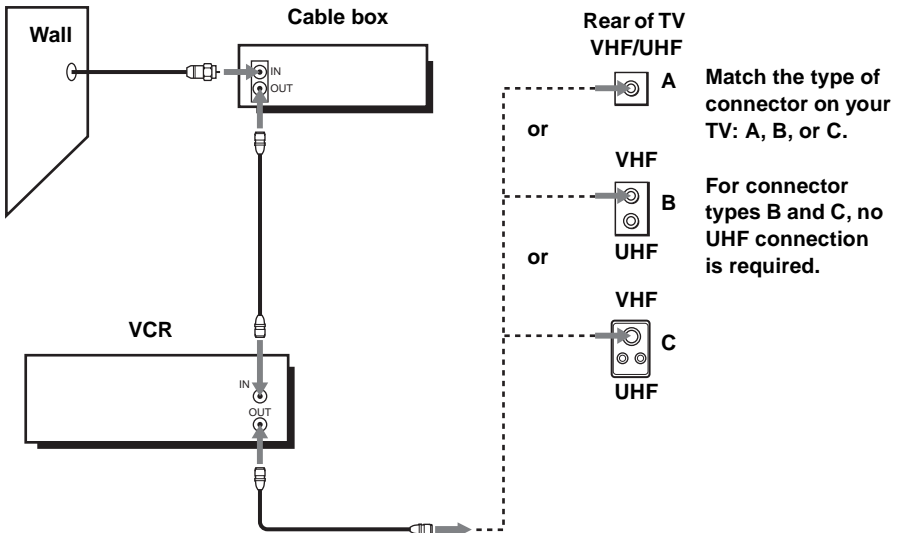 Cable box
Wall
IN
OUT
Rear of TV
VHF/UHF
A
Match the type of
connector on your
TV: A, B, or C.
or
VHF
B
UHF
For connector
types B and C, no
UHF connection
is required.
or
VHF
C
UHF
VCR
IN
OUT